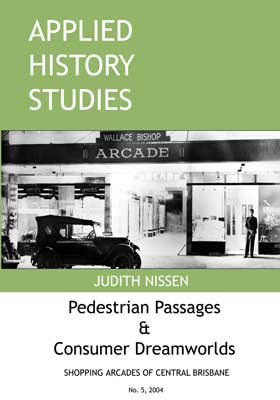 APPLIED
HISTORY
STUDIES
WALLACE BISHOP
ARCADE
JUDITH NISSEN
Pedestrian Passages
&
Consumer Dreamworlds
SHOPPING ARCADES OF CENTRAL BRISBANE
No. 5, 2004